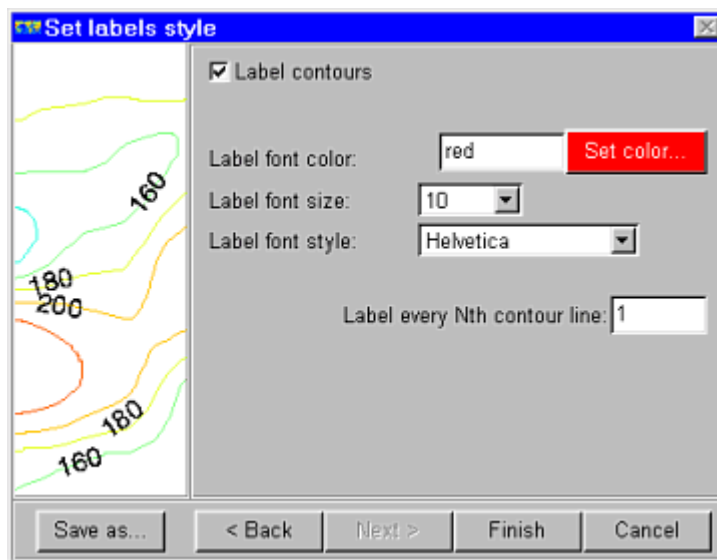 Set labels style
Label contours
Label font color: red Set color...
Label font size: 10
Label font style: Helvetica
Label every Nth contour line: 1
160
180
200
180
160
Save as... < Back Next > Finish Cancel